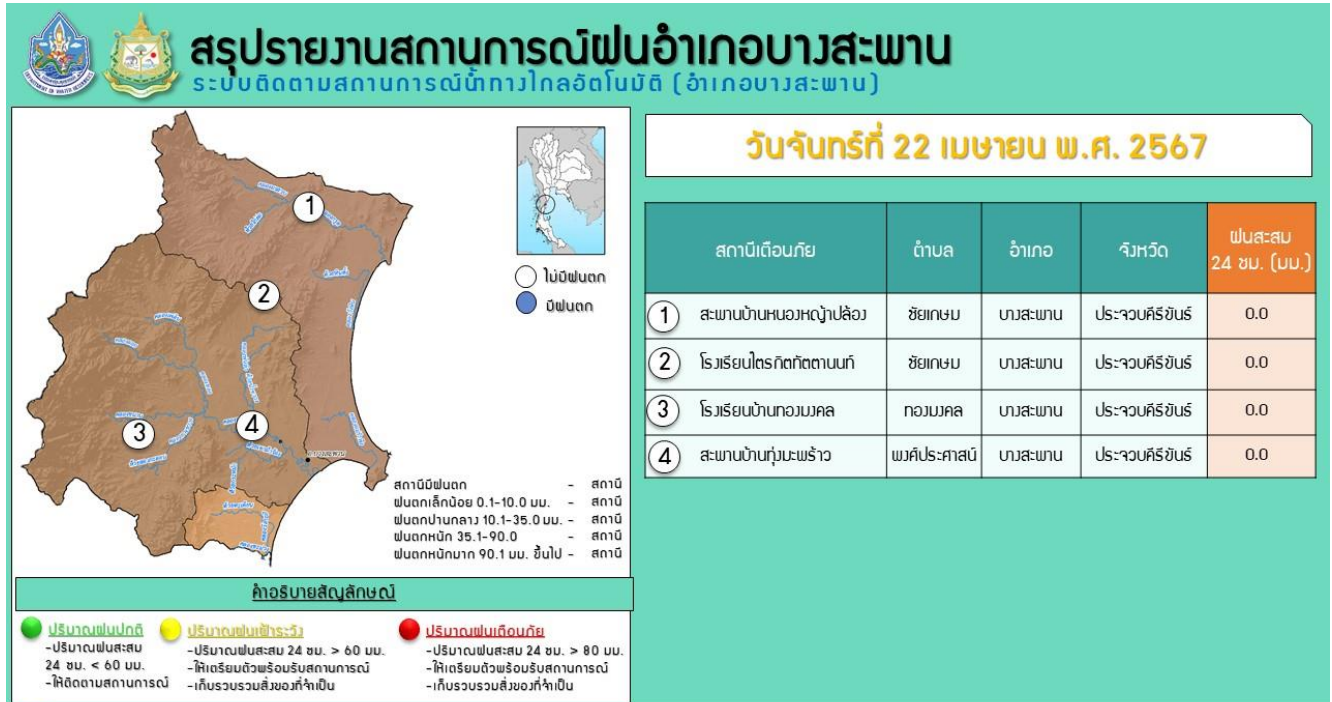 สรุปรายงานสถานการณ์ฝนอำเภอบางสะพาน
ระบบติดตามสถานการณ์น้ำทางไกลอัตโนมัติ (อำเภอบางสะพาน)
วันจันทร์ที่ 22 เมษายน พ.ศ. 2567
1
2
3
4
ไม่มีฝนตก
มีฝนตก
สถานีมีฝนตก - สถานี
ฝนตกเล็กน้อย 0.1-10.0 มม. - สถานี
ฝนตกปานกลาง 10.1-35.0 มม. - สถานี
ฝนตกหนัก 35.1-90.0 - สถานี
ฝนตกหนักมาก 90.1 มม. ขึ้นไป - สถานี
สถานีเตือนภัย ตำบล อำเภอ จังหวัด ฝนสะสม
24 ชม. (มม.)
1 สะพานบ้านหนองหญ้าปล้อง ชัยเกษม บางสะพาน ประจวบคีรีขันธ์ 0.0
2 โรงเรียนไตรกิตทัตตานนท์ ชัยเกษม บางสะพาน ประจวบคีรีขันธ์ 0.0
3 โรงเรียนบ้านทองมงคล ทองมงคล บางสะพาน ประจวบคีรีขันธ์ 0.0
4 สะพานบ้านทุ่งมะพร้าว พงศ์ประศาสน์ บางสะพาน ประจวบคีรีขันธ์ 0.0
คำอธิบายสัญลักษณ์
ปริมาณฝนปกติ
-ปริมาณฝนสะสม
24 ชม. < 60 มม.
-ให้ติดตามสถานการณ์
ปริมาณฝนเฝ้าระวัง
-ปริมาณฝนสะสม 24 ชม. > 60 มม.
-ให้เตรียมตัวพร้อมรับสถานการณ์
-เก็บรวบรวมสิ่งของที่จำเป็น
ปริมาณฝนเตือนภัย
-ปริมาณฝนสะสม 24 ชม. > 80 มม.
-ให้เตรียมตัวพร้อมรับสถานการณ์
-เก็บรวบรวมสิ่งของที่จำเป็น